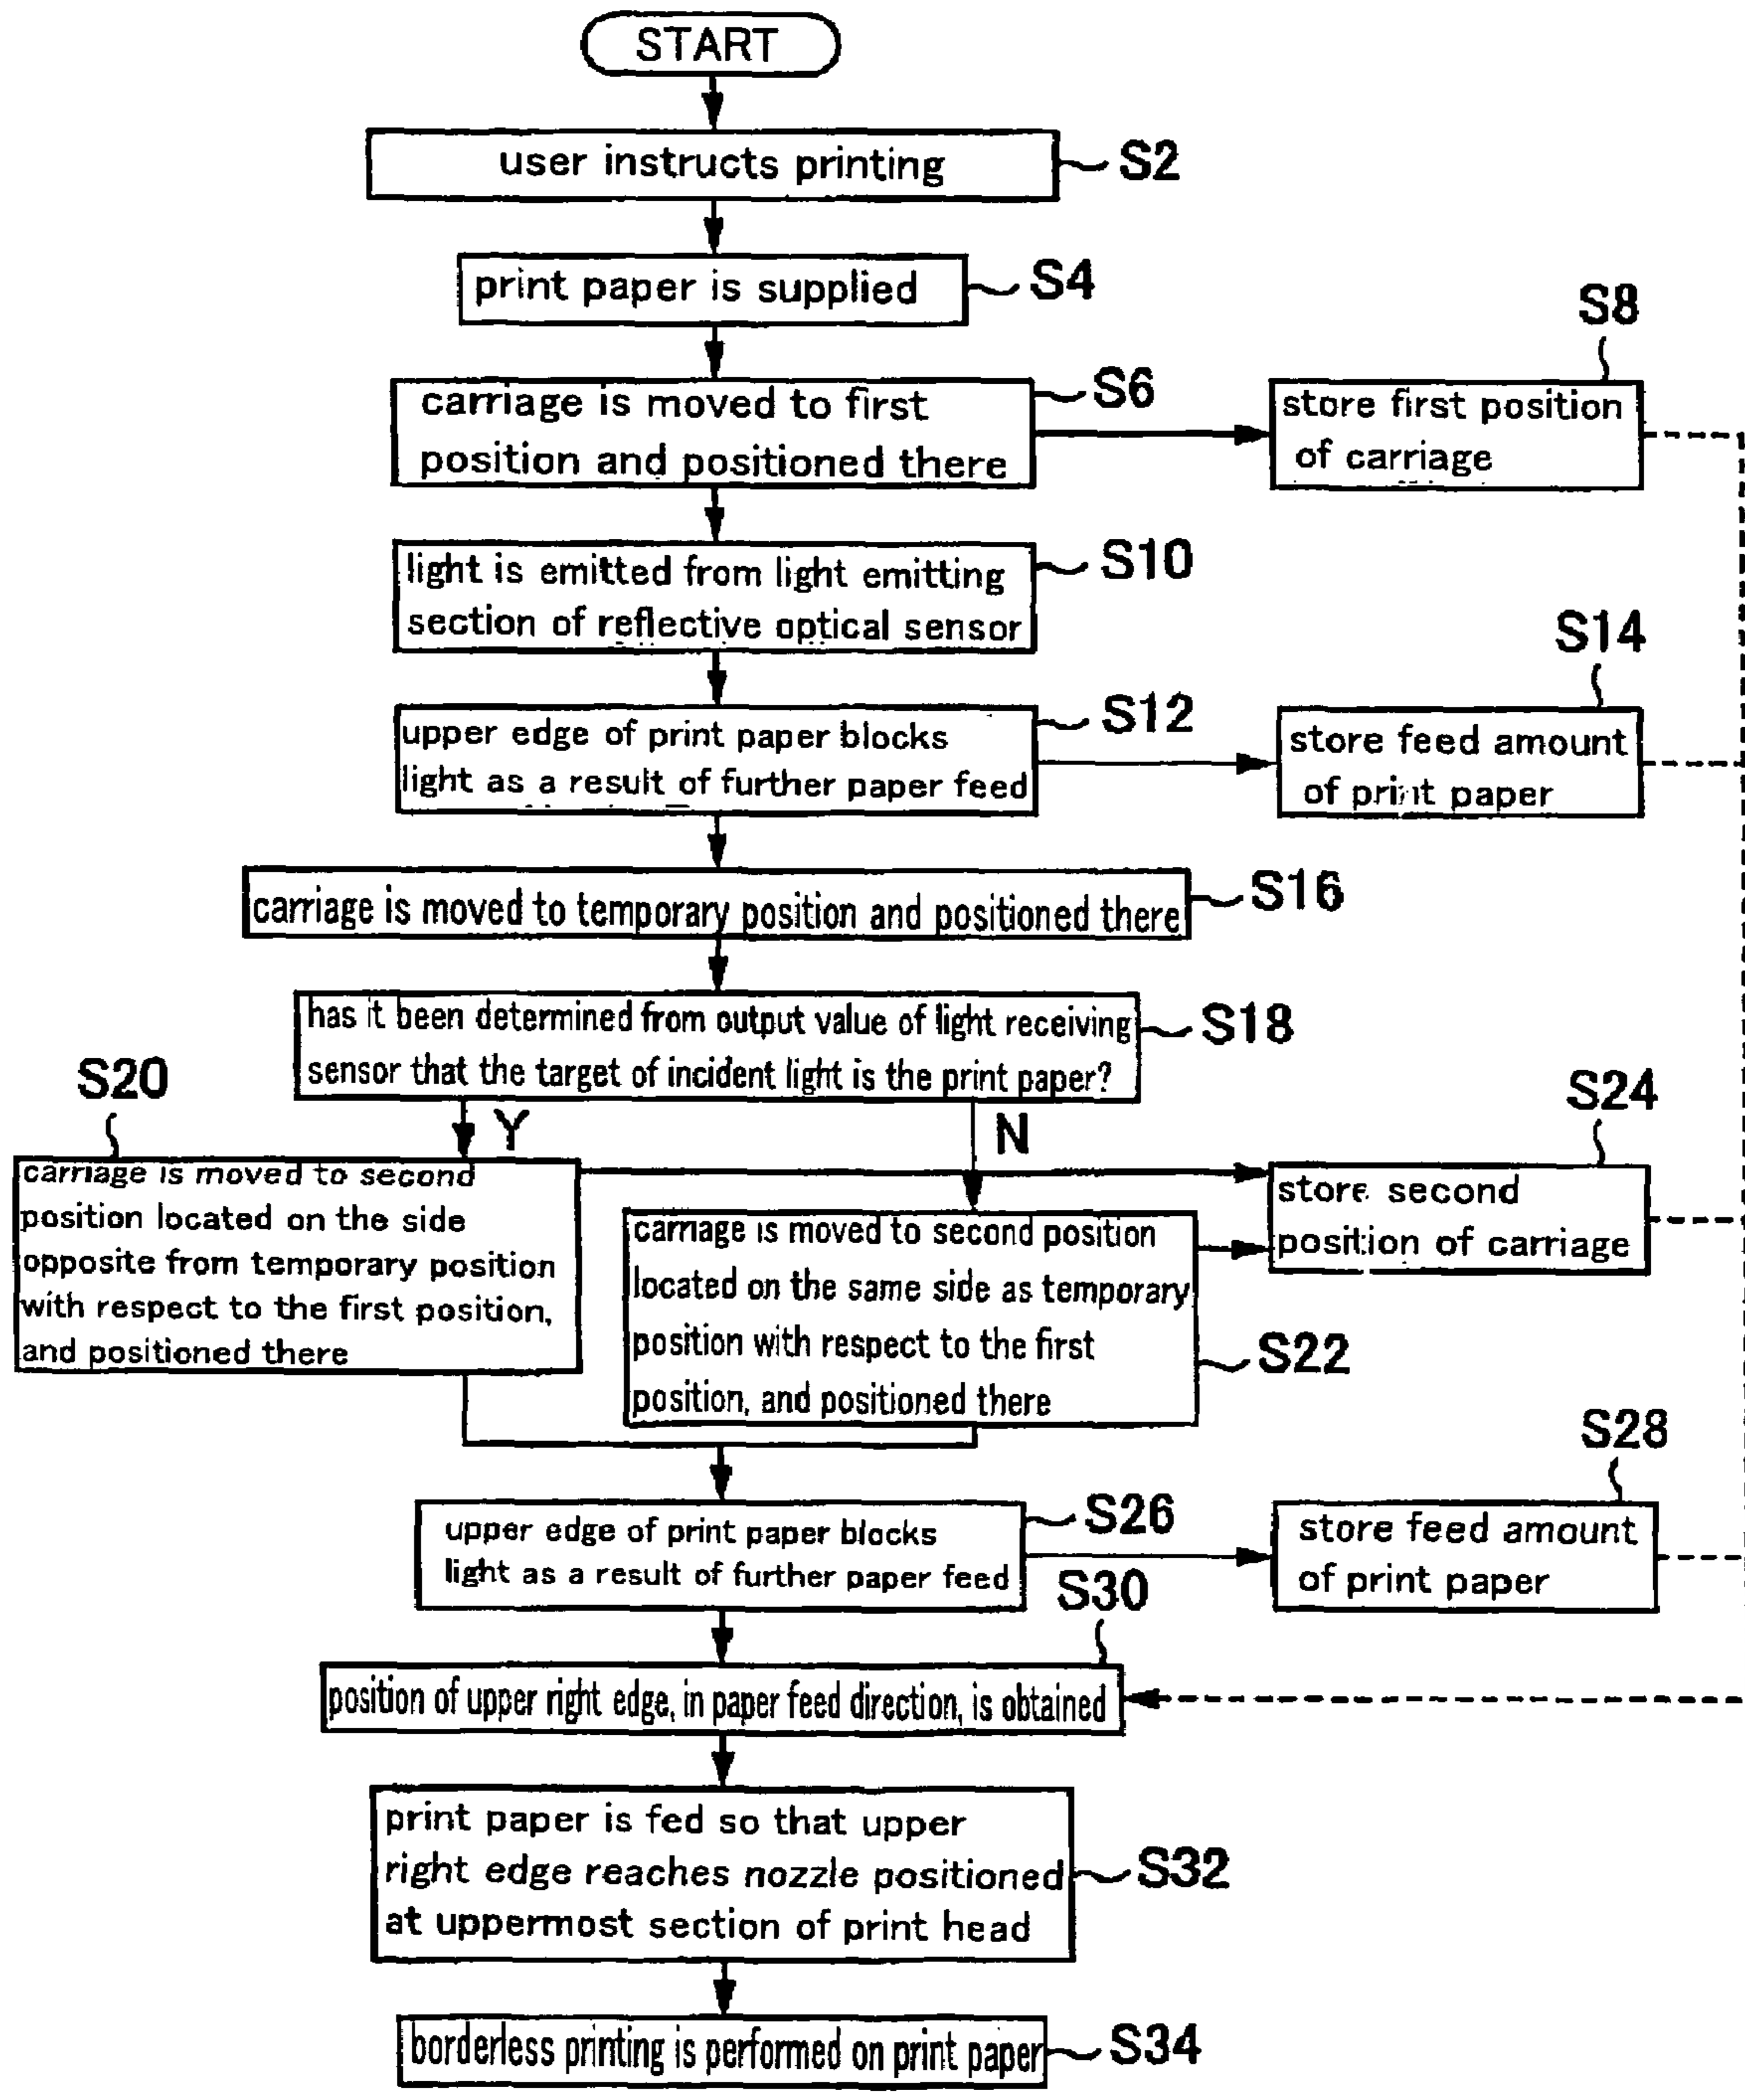 START
user instructs printing
S2
print paper is supplied
S4
carriage is moved to first
position and positioned there
S6
store first position
of carriage
S8
light is emitted from light emitting
section of reflective optical sensor
S10
upper edge of print paper blocks
light as a result of further paper feed
S12
store feed amount
of print paper
S14
carriage is moved to temporary position and positioned there
S16
has it been determined from output value of light receiving
sensor that the target of incident light is the print paper?
S18
Y
N
S20
carriage is moved to second
position located on the side
opposite from temporary position
with respect to the first position,
and positioned there
carriage is moved to second position
located on the same side as temporary
position with respect to the first
position, and positioned there
S22
S24
store second
position of carriage
upper edge of print paper blocks
light as a result of further paper feed
S26
S28
store feed amount
of print paper
S30
position of upper right edge, in paper feed direction, is obtained
print paper is fed so that upper
right edge reaches nozzle positioned
at uppermost section of print head
S32
borderless printing is performed on print paper
S34